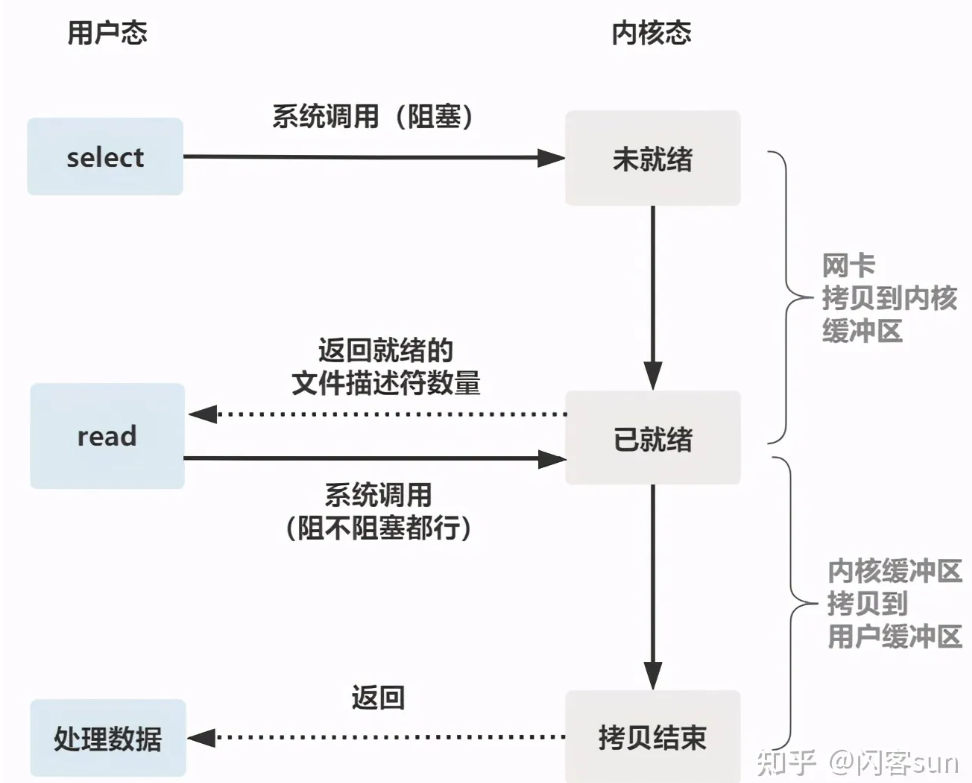 用户态
内核态
系统调用（阻塞）
select
未就绪
网卡
拷贝到内核
缓冲区
返回就绪的
文件描述符数量
read
已就绪
系统调用
（阻不阻塞都行）
内核缓冲区
拷贝到
用户缓冲区
返回
处理数据
拷贝结束
知乎 @闪客sun